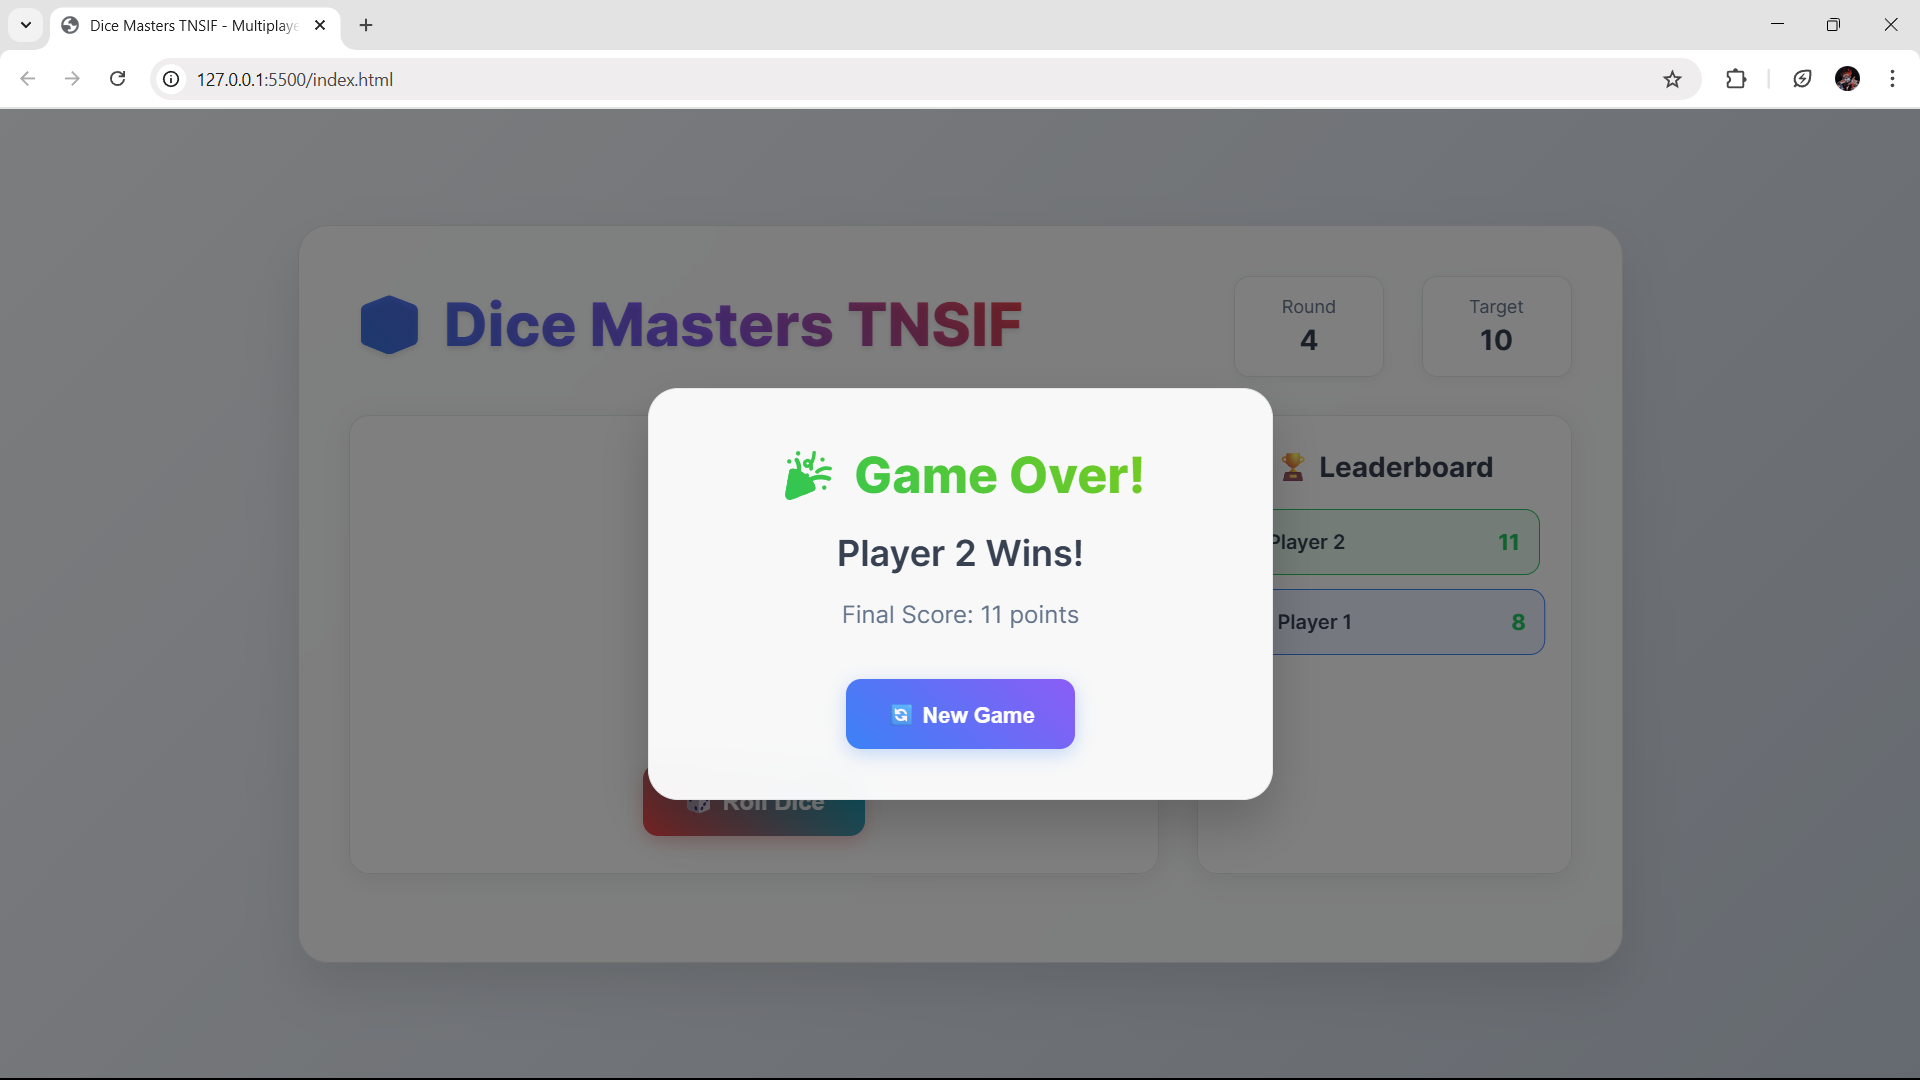 Dice Masters TNSIF - Multiplaye
127.0.0.1:5500/index.html
Dice Masters TNSIF
Round
4
Target
10
Game Over!
Player 2 Wins!
Final Score: 11 points
New Game
Roll Dice
Leaderboard
Player 2 11
Player 1 8